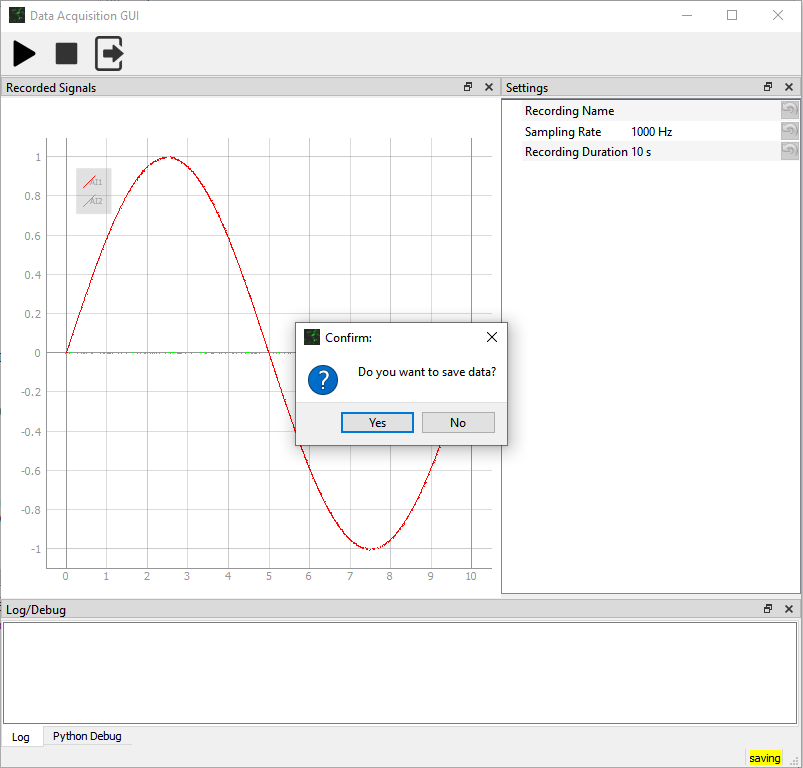 Data Acquisition GUI
Recorded Signals
Settings
Recording Name
Sampling Rate 1000 Hz
Recording Duration 10 s
1
0.8
0.6
0.4
0.2
0
-0.2
-0.4
-0.6
-0.8
-1
AI1
AI2
0 1 2 3 4 5 6 7 8 9 10
Confirm:
Do you want to save data?
Yes No
Log/Debug
Log Python Debug
saving